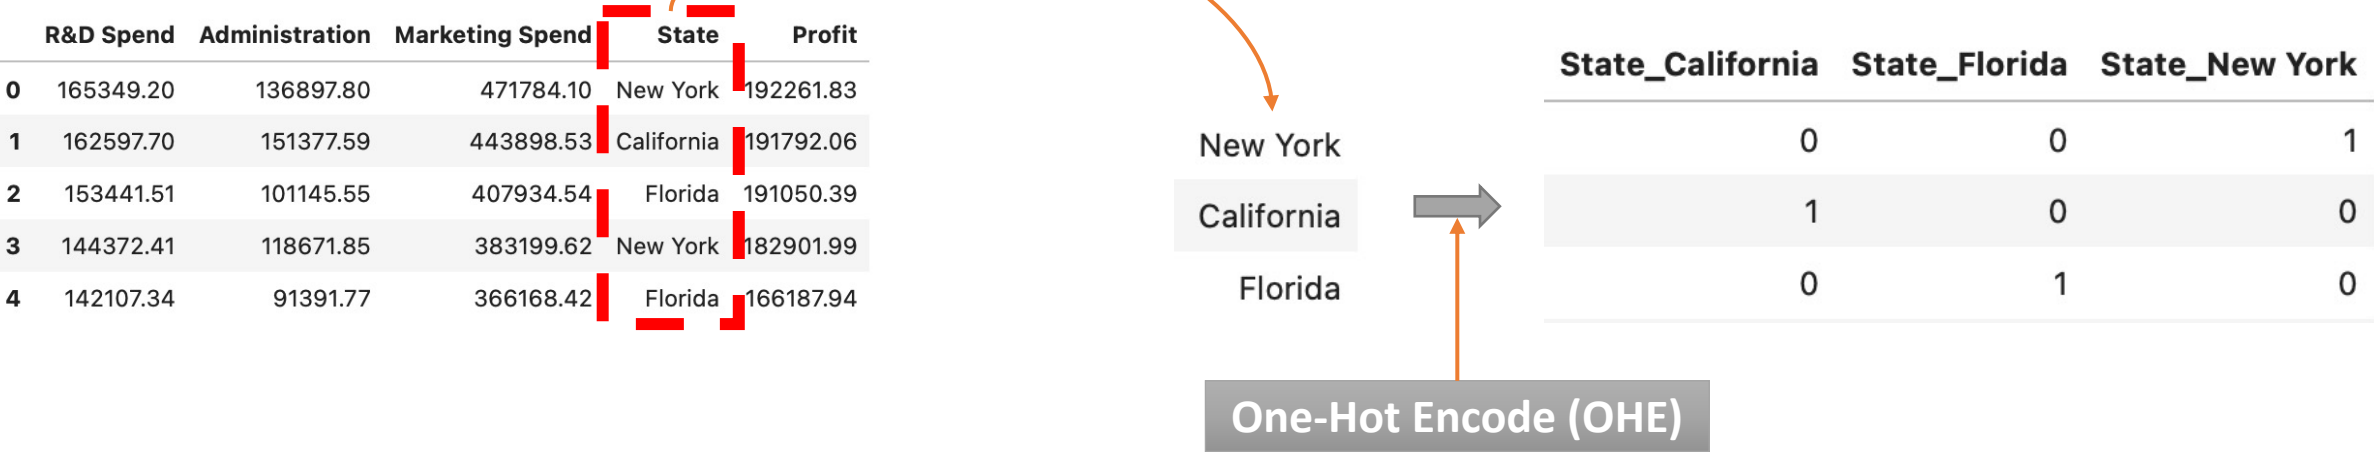 R&D Spend Administration Marketing Spend State Profit
0 165349.20 136897.80 471784.10 New York 192261.83
1 162597.70 151377.59 443898.53 California 191792.06
2 153441.51 101145.55 407934.54 Florida 191050.39
3 144372.41 118671.85 383199.62 New York 182901.99
4 142107.34 91391.77 366168.42 Florida 166187.94
New York
California
Florida
One-Hot Encode (OHE)
State_California State_Florida State_New York
0 0 1
1 0 0
0 1 0